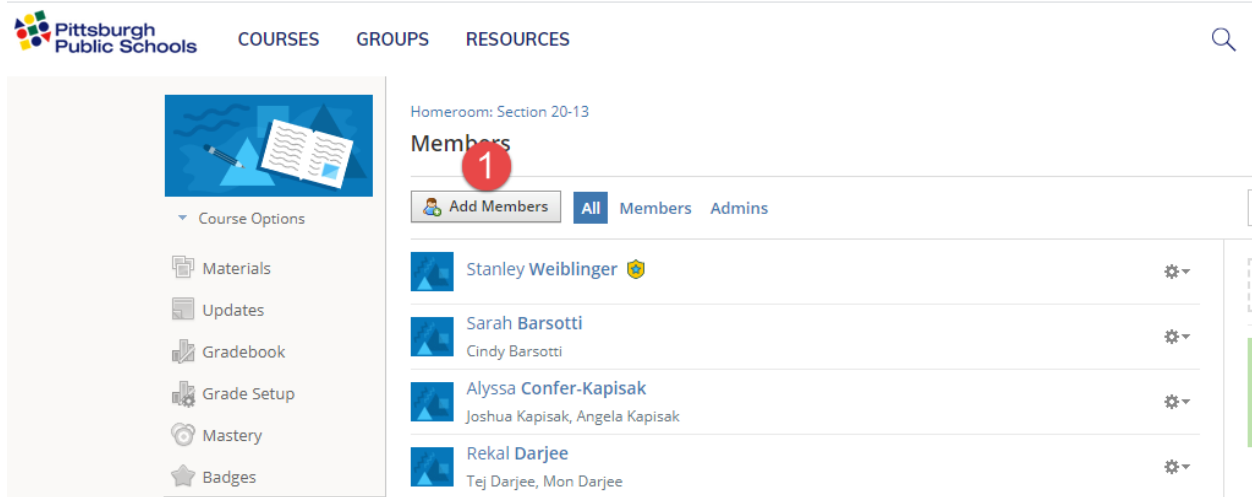 Pittsburgh
Public Schools
COURSES GROUPS RESOURCES
Homeroom: Section 20-13
Members
1
Add Members All Members Admins
Course Options
Materials
Updates
Gradebook
Grade Setup
Mastery
Badges
Stanley Weiblinger
Sarah Barsotti
Cindy Barsotti
Alyssa Confer-Kapisak
Joshua Kapisak, Angela Kapisak
Rekal Darjee
Tej Darjee, Mon Darjee